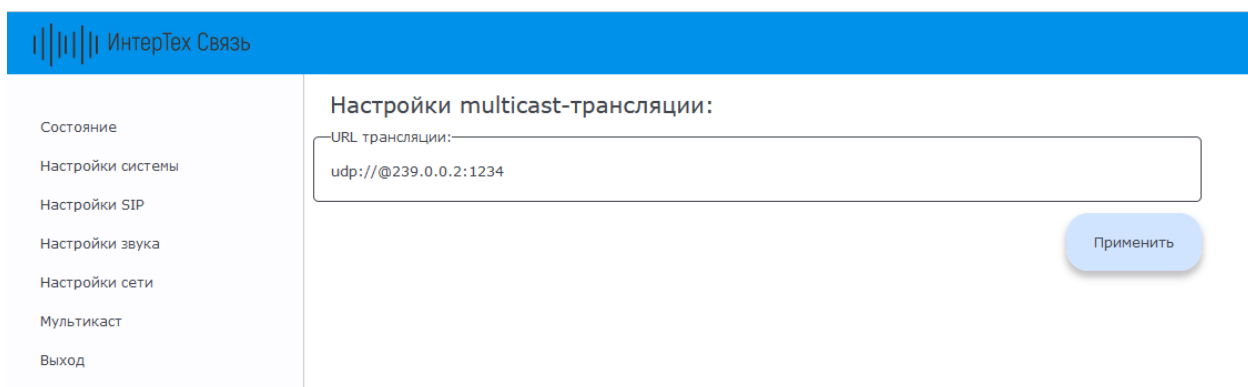 ИнтерТех Связь
Состояние
Настройки системы
Настройки SIP
Настройки звука
Настройки сети
Мультикаст
Выход
Настройки multicast-трансляции:
URL трансляции:
udp://@239.0.0.2:1234
Применить